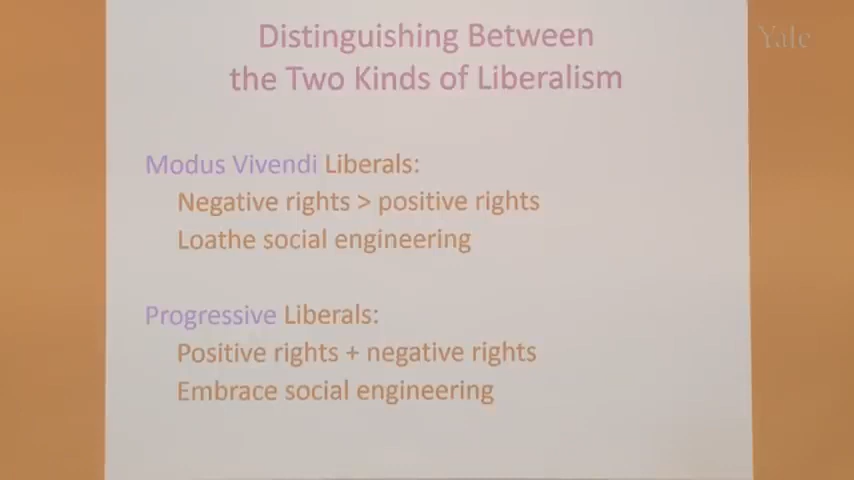 Yale
Distinguishing Between
the Two Kinds of Liberalism
Modus Vivendi Liberals:
Negative rights > positive rights
Loathe social engineering
Progressive Liberals:
Positive rights + negative rights
Embrace social engineering